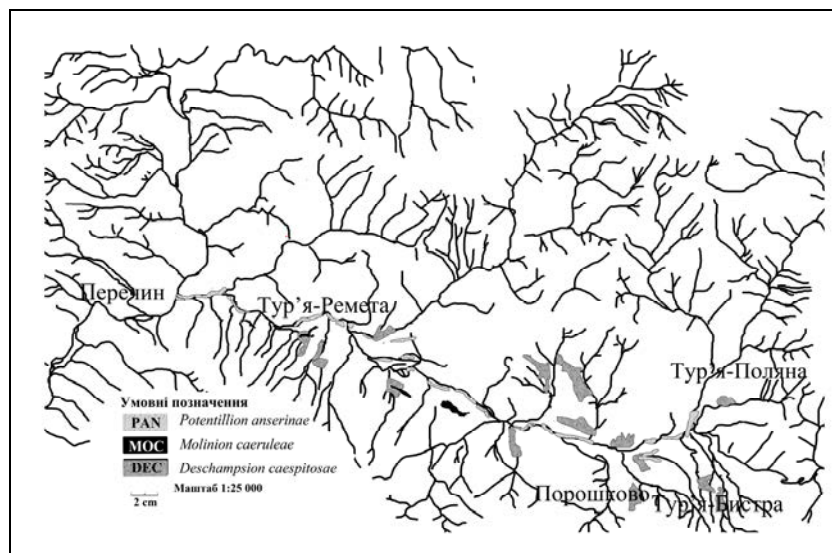 Перечин
Тур’я-Ремета
Тур’я-Поляна
Умовні позначення
PAN Potentillion anserinae
MOC Molinion caeruleae
DEC Deschampsion caespitosae
Маштаб 1:25 000
2 cm
Порошково
Тур’я-Бистра